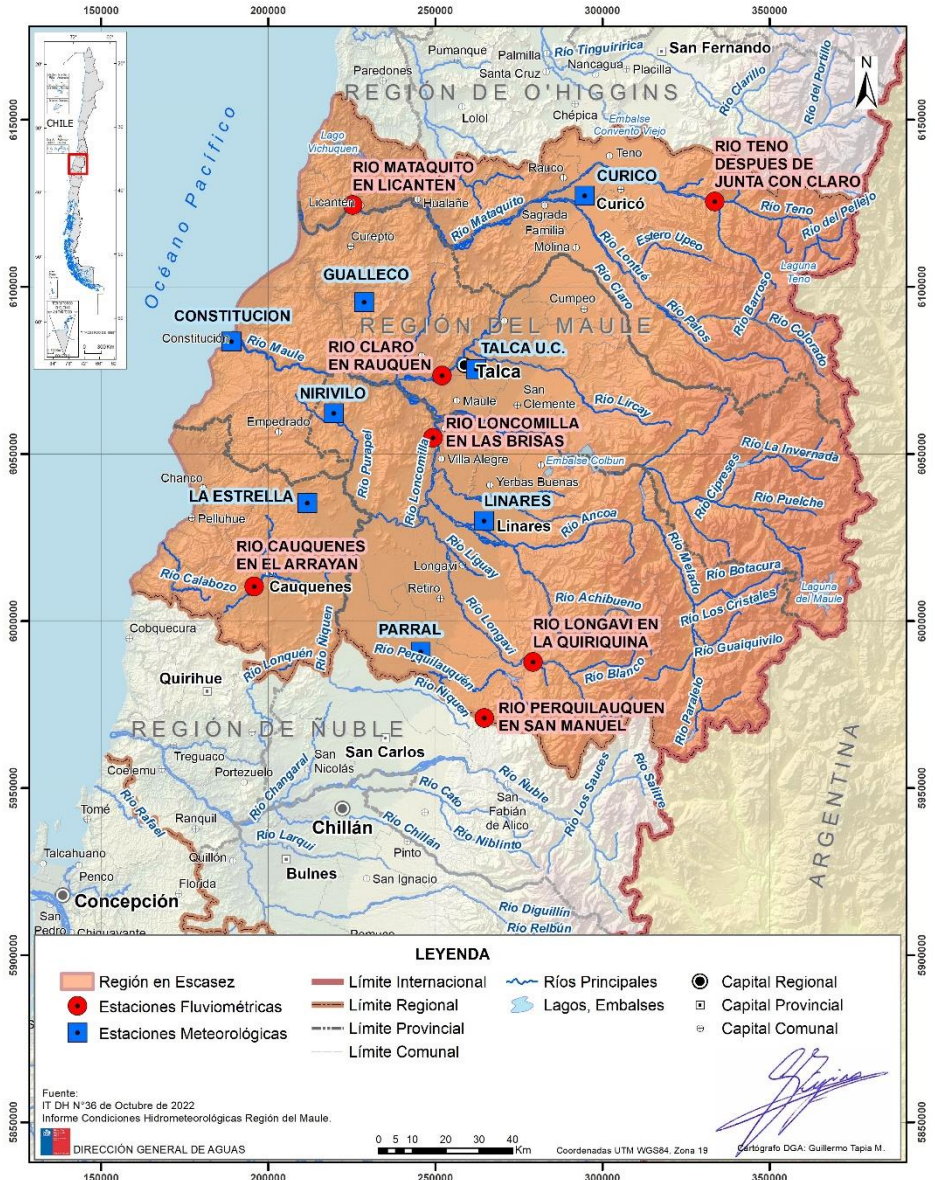 150000
200000
250000
300000
350000
Pumanque
Palmilla
Río Tinguiririca
San Fernando
Nancagua
Placilla
Santa Cruz
Paredones
Río Clarillo
Río del Portillo
N
REGIÓN DE O'HIGGINS
Lolol
Chépica
Embalse
Convento Viejo
CHILE
Océano Pacífico
Lago
Vichuquen
Teno
RIO MATAQUITO
EN LICANTEN
Rauco
CURICO
RIO TENO
DESPUES DE
JUNTA CON CLARO
Licantén
Hualañe
Curicó
Río Mataquito
Sagrada
Familia
Río Teno
Río del Pellejo
Curepto
Molina
Estero Upeo
Río Lontué
Laguna
Teno
GUALLECO
Río Claro
Cumpeo
Río Barroso
Río Palos
Río Colorado
CONSTITUCION
Constitución
REGIÓN DEL MAULE
Río Maule
RIO CLARO
EN RAUQUEN
TALCA U.C.
Talca
NIRIVILO
Maule
San
Clemente
Río Lircay
Empedrado
RIO LONCOMILLA
EN LAS BRISAS
Río Purapel
Río Loncomilla
Villa Alegre
Embalse Colbun
Río La Invernada
Chanco
Yerbas Buenas
Río Cipreses
Río Puelche
LA ESTRELLA
LINARES
Linares
Pelluhue
Río Ancoa
RIO CAUQUENES
EN EL ARRAYAN
Río Liguay
Río Melado
Río Botacura
Longaví
Cauquenes
Río Calabozo
Retiro
Río Achibueno
Río Los Cristales
Laguna
del Maule
Río Longaví
RIO LONGAVI EN
LA QUIRIQUINA
Río Guaiquivilo
Cobquecura
PARRAL
Río Ñiquen
Río Lonquén
Río Perquilauquén
Río Blanco
Quirihue
Río Ñiquen
RIO PERQUILAUQUEN
EN SAN MANUEL
Río Paralelo
REGIÓN DE ÑUBLE
San Carlos
Treguaco
San
Nicolás
Coelemu
Portezuelo
Río Changaral
Río Ñuble
Río Los Sauces
Río Salitre
ARGENTINA
Tomé
Río Rafael
Ranquil
Río Cato
San
Fabián
de Alico
Chillán
Río Chillán
Río Niblinto
Río Larqui
Quillón
Pinto
Talcahuano
Penco
Bulnes
San Ignacio
Florida
Concepción
Río Diguillín
San
Pedro
Chiguayante
Río Relbún
Pemuco
6150000
6100000
6050000
6000000
5950000
5900000
5850000
LEYENDA
Región en Escasez
Estaciones Fluviométricas
Estaciones Meteorológicas
Límite Internacional
Límite Regional
Límite Provincial
Límite Comunal
Ríos Principales
Lagos, Embalses
Capital Regional
Capital Provincial
Capital Comunal
Fuente:
IT DH N°36 de Octubre de 2022
Informe Condiciones Hidrometeorológicas Región del Maule.
DIRECCIÓN GENERAL DE AGUAS
0 5 10 20 30 40
Km
Coordenadas UTM WGS84. Zona 19
Cartógrafo DGA: Guillermo Tapia M.
150000
200000
250000
300000
350000